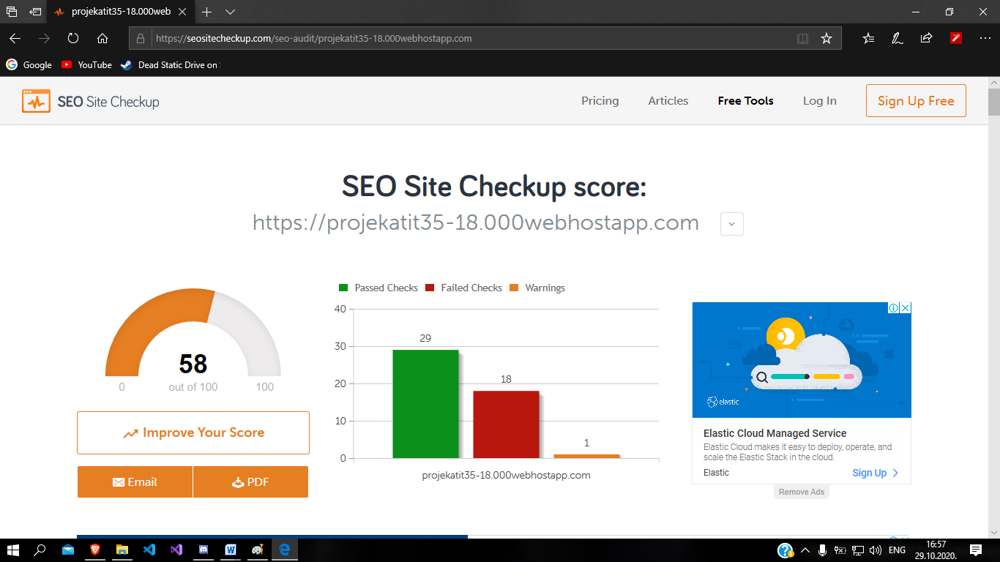 projekatit35-18.000web
https://seositecheckup.com/seo-audit/projekatit35-18.000webhostapp.com
Google
YouTube
Dead Static Drive on
SEO Site Checkup
Pricing
Articles
Free Tools
Log In
Sign Up Free
SEO Site Checkup score:
https://projekatit35-18.000webhostapp.com
58
0
out of 100
100
Improve Your Score
Email
PDF
Passed Checks
Failed Checks
Warnings
40
30
20
10
0
29
18
1
projekatit35-18.000webhostapp.com
aws
elastic
Elastic Cloud Managed Service
Elastic Cloud makes it easy to deploy, operate, and
scale the Elastic Stack in the cloud.
Elastic
Sign Up
Remove Ads
ENG
16:57
29.10.2020.